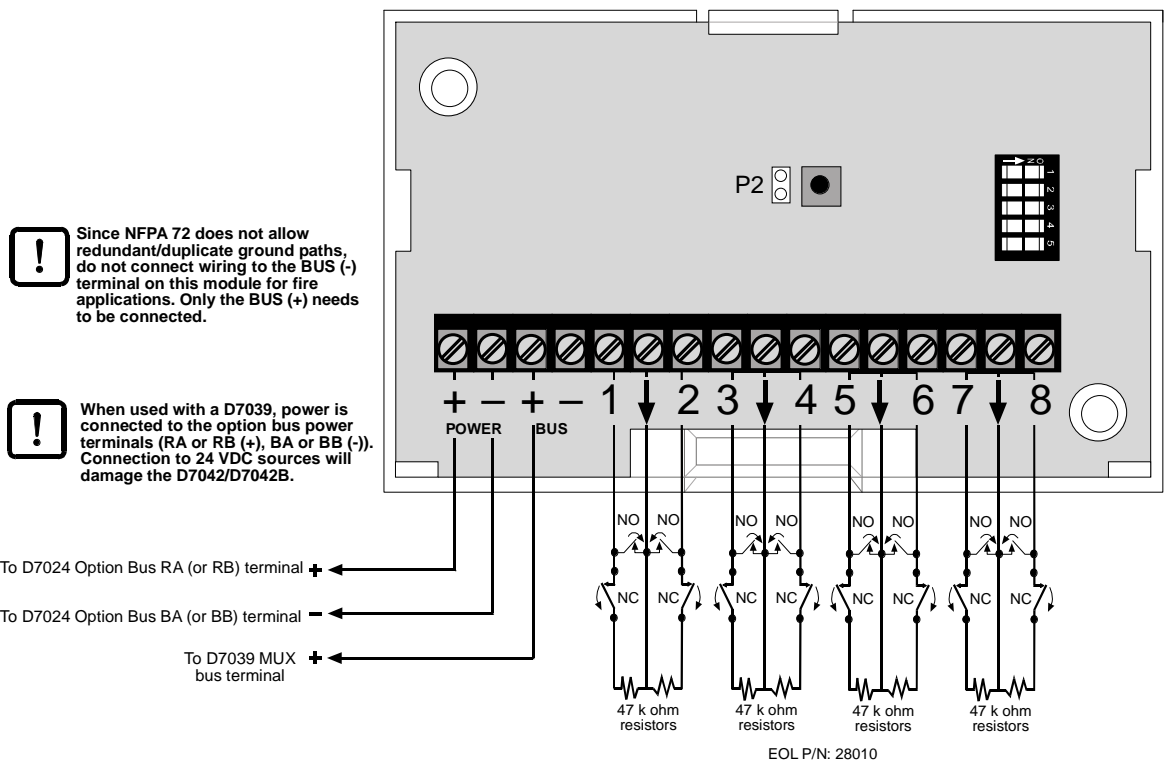 P2
NO
1
2
3
4
5
!
Since NFPA 72 does not allow
redundant/duplicate ground paths,
do not connect wiring to the BUS (-)
terminal on this module for fire
applications. Only the BUS (+) needs
to be connected.
!
When used with a D7039, power is
connected to the option bus power
terminals (RA or RB (+), BA or BB (-)).
Connection to 24 VDC sources will
damage the D7042/D7042B.
+ – + – 1 2 3 4 5 6 7 8
POWER BUS
NO NO NO NO NO NO NO NO
NC NC NC NC NC NC NC NC
To D7024 Option Bus RA (or RB) terminal +
To D7024 Option Bus BA (or BB) terminal –
To D7039 MUX +
bus terminal
47 k ohm
resistors
47 k ohm
resistors
47 k ohm
resistors
47 k ohm
resistors
EOL P/N: 28010